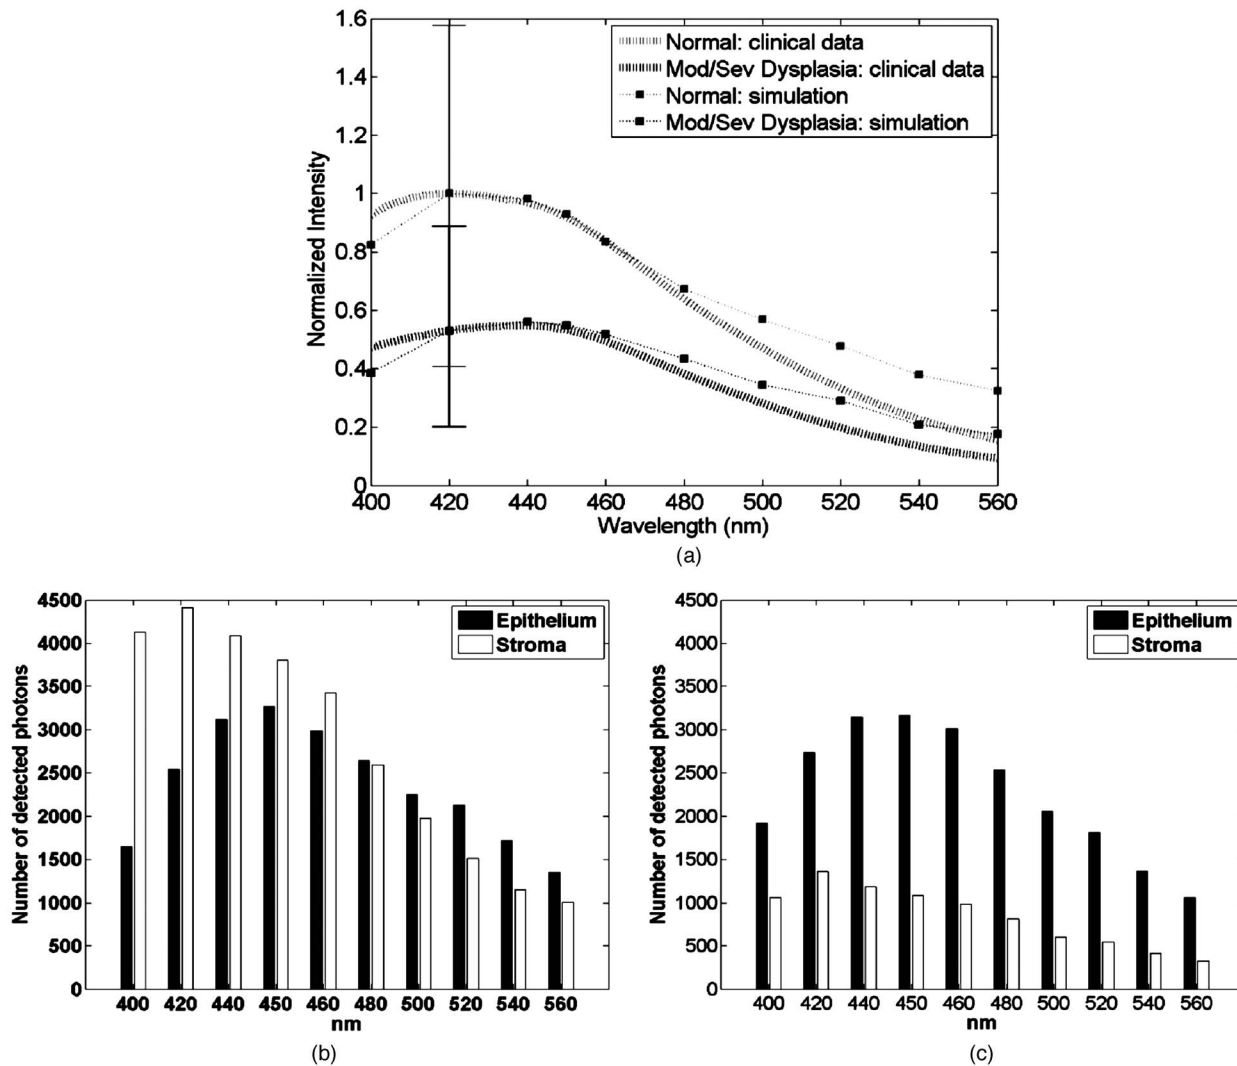 1.6
1.4
1.2
1
0.8
0.6
0.4
0.2
0
Normalized Intensity
Normal: clinical data
Mod/Sev Dysplasia: clinical data
Normal: simulation
Mod/Sev Dysplasia: simulation
400 420 440 460 480 500 520 540 560
Wavelength (nm)
(a)
4500
4000
3500
3000
2500
2000
1500
1000
500
0
Number of detected photons
Epithelium
Stroma
400 420 440 450 460 480 500 520 540 560
nm
(b)
4500
4000
3500
3000
2500
2000
1500
1000
500
0
Number of detected photons
Epithelium
Stroma
400 420 440 450 460 480 500 520 540 560
nm
(c)